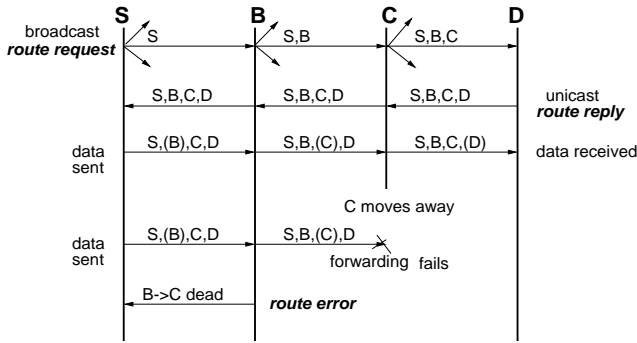 S B C D
broadcast
route request
S
S,B
S,B,C
S,B,C,D
S,B,C,D
S,B,C,D
unicast
route reply
data
sent
S,(B),C,D
S,B,(C),D
S,B,C,(D)
data received
C moves away
data
sent
S,(B),C,D
S,B,(C),D
forwarding fails
B->C dead
route error